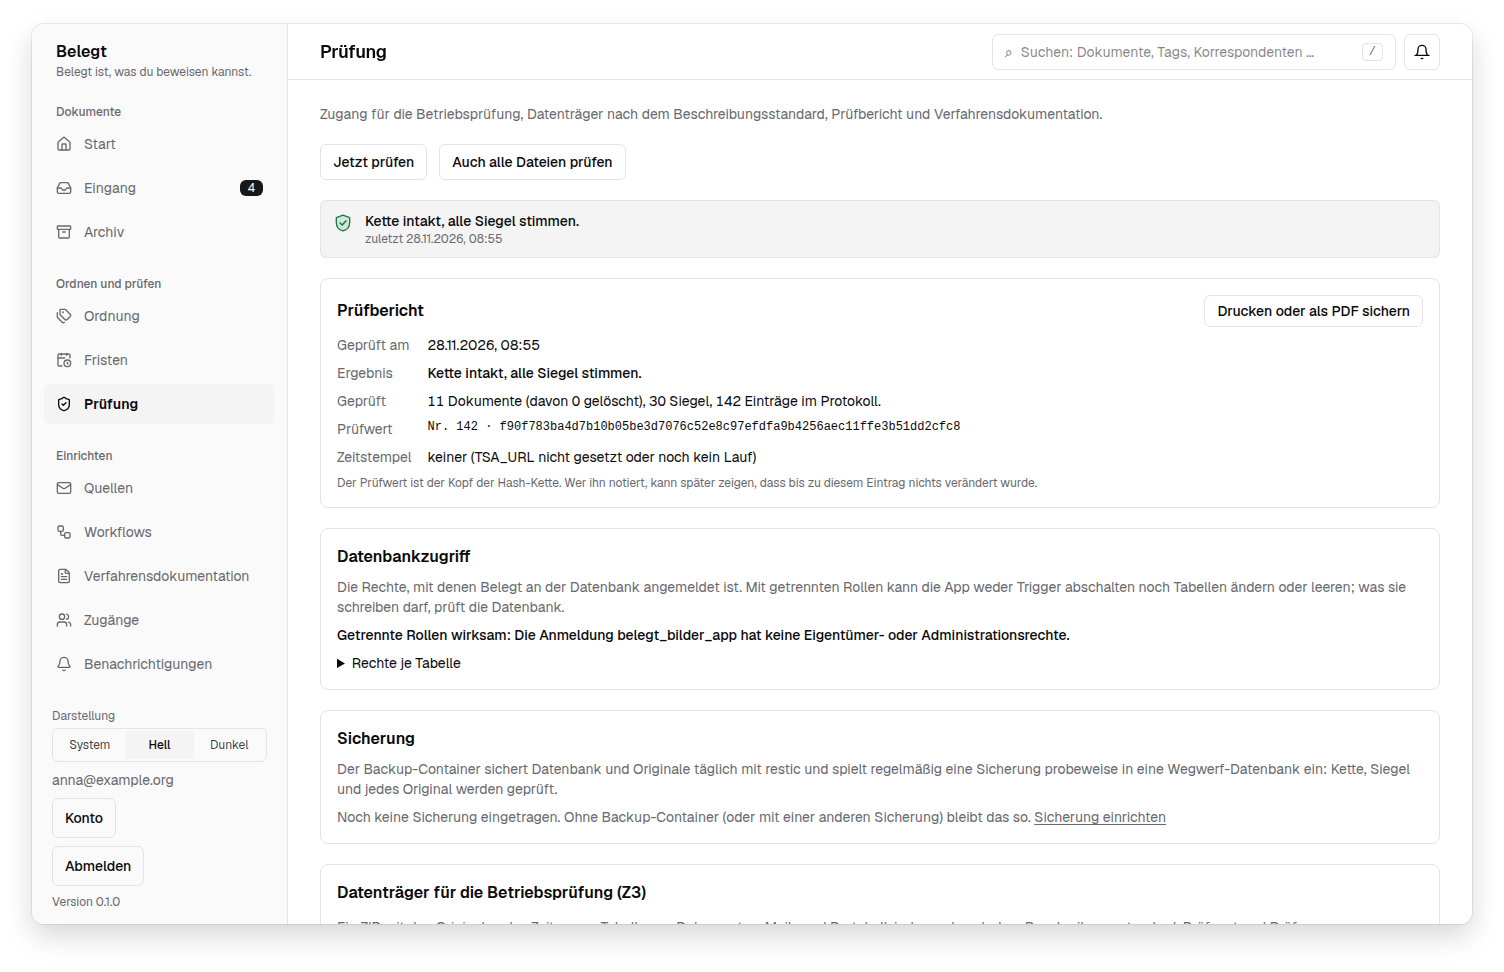 Belegt
Belegt ist, was du beweisen kannst.
Dokumente
Start
Eingang
4
Archiv
Ordnen und prüfen
Ordnung
Fristen
Prüfung
Einrichten
Quellen
Workflows
Verfahrensdokumentation
Zugänge
Benachrichtigungen
Darstellung
System
Hell
Dunkel
anna@example.org
Konto
Abmelden
Version 0.1.0
Prüfung
Suchen: Dokumente, Tags, Korrespondenten …
/
Zugang für die Betriebsprüfung, Datenträger nach dem Beschreibungsstandard, Prüfbericht und Verfahrensdokumentation.
Jetzt prüfen
Auch alle Dateien prüfen
Kette intakt, alle Siegel stimmen.
zuletzt 28.11.2026, 08:55
Prüfbericht
Drucken oder als PDF sichern
Geprüft am 28.11.2026, 08:55
Ergebnis Kette intakt, alle Siegel stimmen.
Geprüft 11 Dokumente (davon 0 gelöscht), 30 Siegel, 142 Einträge im Protokoll.
Prüfwert Nr. 142 · f90f783ba4d7b10b05be3d7076c52e8c97efdfa9b4256aec11ffe3b51dd2cfc8
Zeitstempel keiner (TSA_URL nicht gesetzt oder noch kein Lauf)
Der Prüfwert ist der Kopf der Hash-Kette. Wer ihn notiert, kann später zeigen, dass bis zu diesem Eintrag nichts verändert wurde.
Datenbankzugriff
Die Rechte, mit denen Belegt an der Datenbank angemeldet ist. Mit getrennten Rollen kann die App weder Trigger abschalten noch Tabellen ändern oder leeren; was sie
schreiben darf, prüft die Datenbank.
Getrennte Rollen wirksam: Die Anmeldung belegt_bilder_app hat keine Eigentümer- oder Administrationsrechte.
Rechte je Tabelle
Sicherung
Der Backup-Container sichert Datenbank und Originale täglich mit restic und spielt regelmäßig eine Sicherung probeweise in eine Wegwerf-Datenbank ein: Kette, Siegel
und jedes Original werden geprüft.
Noch keine Sicherung eingetragen. Ohne Backup-Container (oder mit einer anderen Sicherung) bleibt das so. Sicherung einrichten
Datenträger für die Betriebsprüfung (Z3)